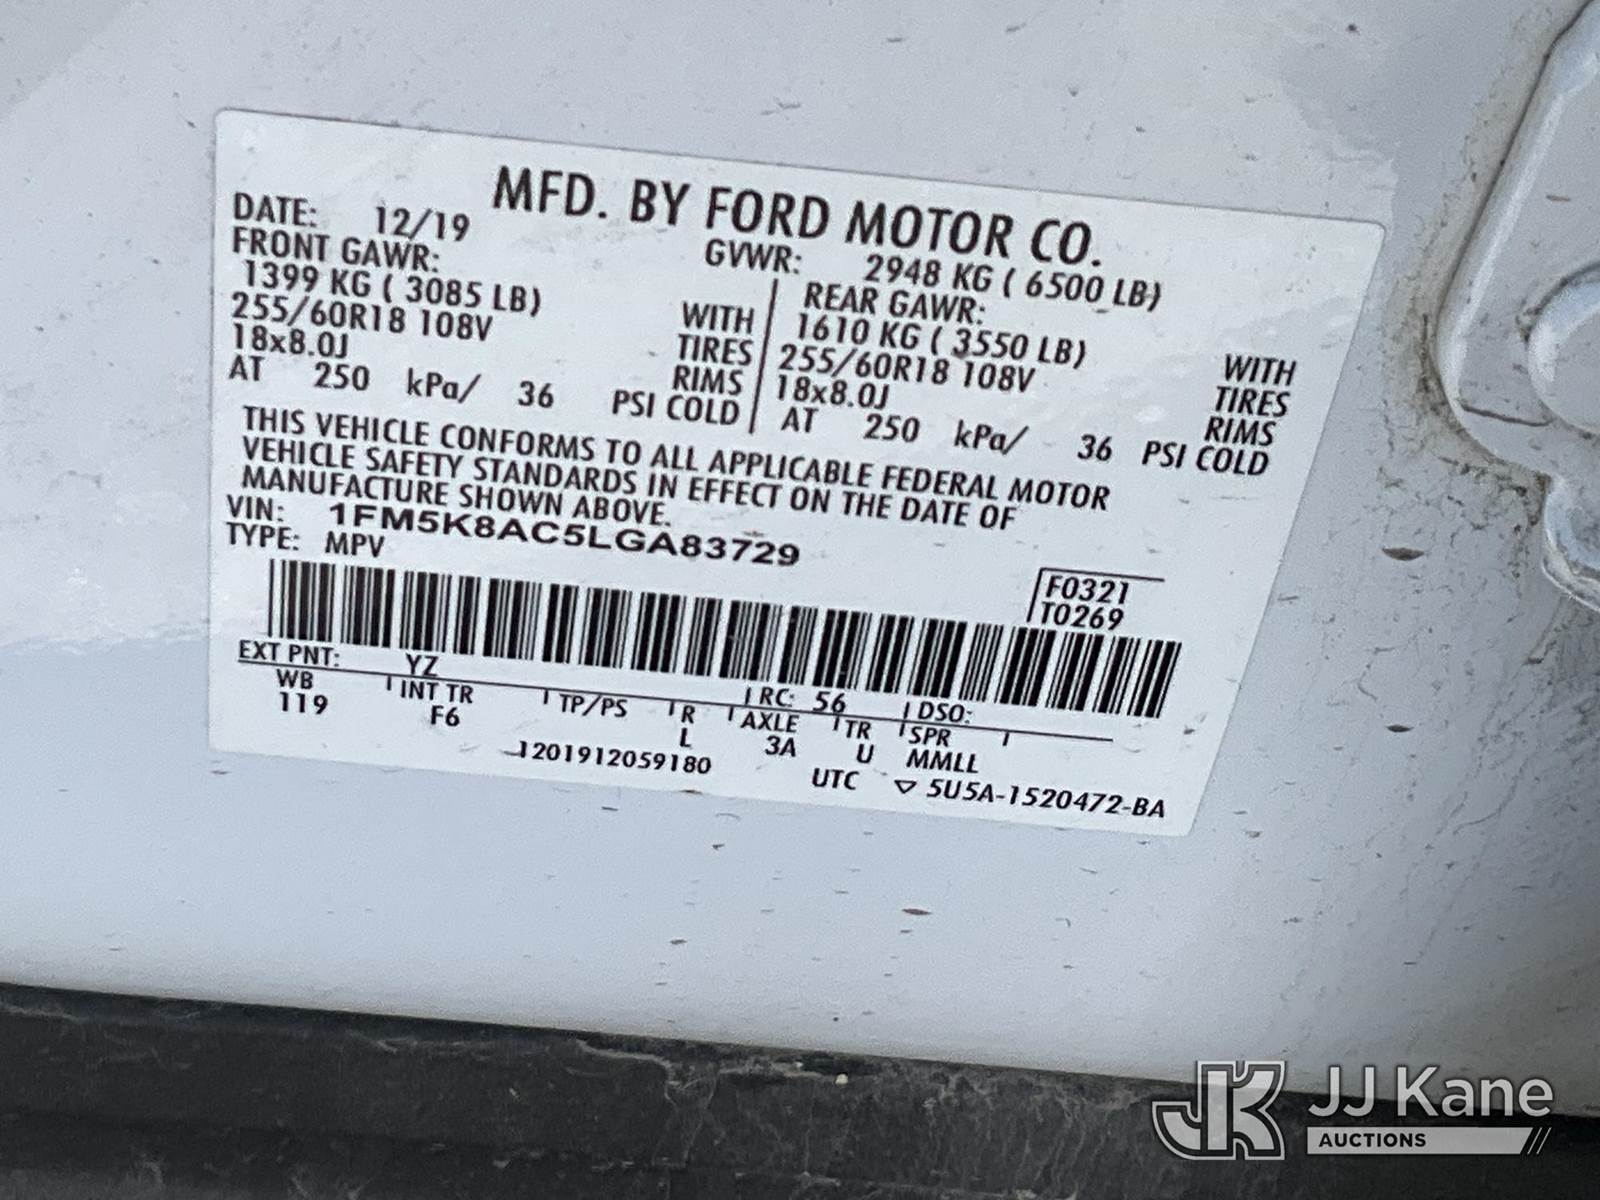 MFD. BY FORD MOTOR CO.
DATE: 12/19 GVWR: 2948 KG ( 6500 LB)
FRONT GAWR: REAR GAWR:
1399 KG ( 3085 LB) WITH 1610 KG ( 3550 LB) WITH
255/60R18 108V TIRES 255/60R18 108V TIRES
18x8.0J RIMS 18x8.0J RIMS
AT 250 kPa/ 36 PSI COLD AT 250 kPa/ 36 PSI COLD
THIS VEHICLE CONFORMS TO ALL APPLICABLE FEDERAL MOTOR
VEHICLE SAFETY STANDARDS IN EFFECT ON THE DATE OF
MANUFACTURE SHOWN ABOVE.
VIN: 1FM5K8AC5LGA83729
TYPE: MPV
F0321
T0269
EXT PNT: YZ RC: 56 DSO:
WB INT TR TP/PS R AXLE TR SPR
119 F6 L 3A U MMLL
1201912059180 UTC ▽ 5U5A-1520472-BA
JK JJ Kane
AUCTIONS